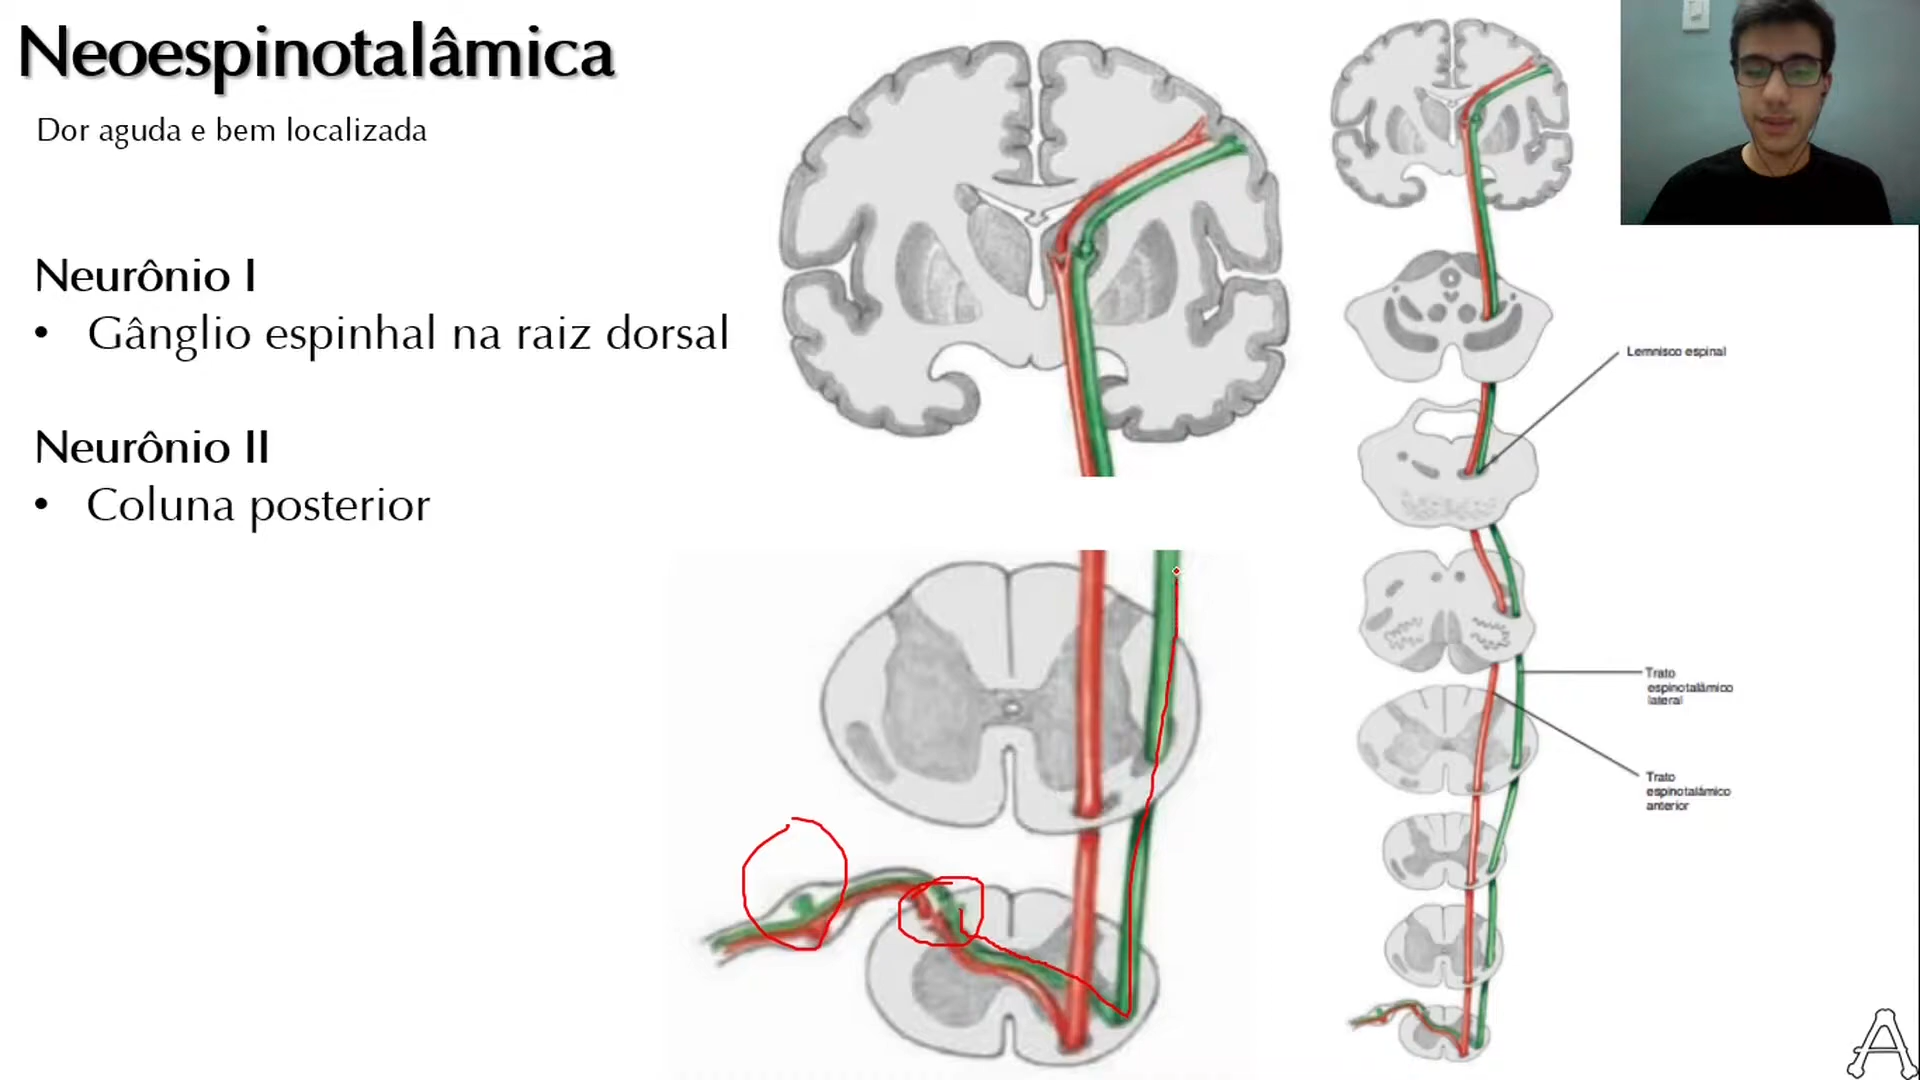 Neoespinotalâmica
Dor aguda e bem localizada
Neurônio I
• Gânglio espinhal na raiz dorsal
Neurônio II
• Coluna posterior
Lemnisco espinal
Trato
espinotalâmico
lateral
Trato
espinotalâmico
anterior
A